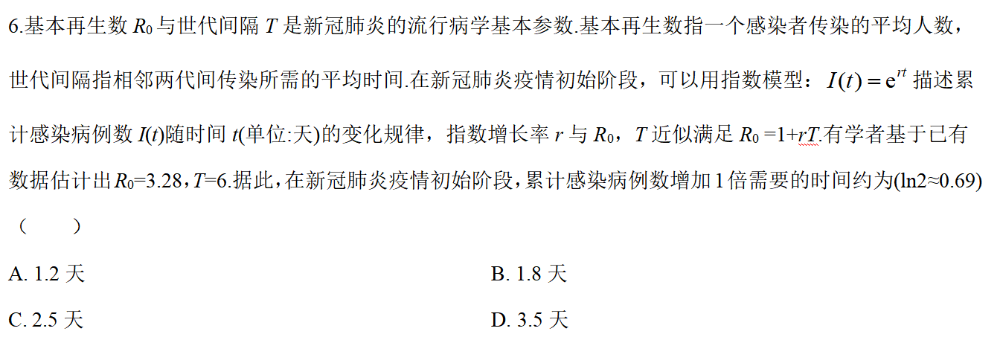 6.基本再生数 R0与世代间隔 T 是新冠肺炎的流行病学基本参数.基本再生数指一个感染者传染的平均人数，
世代间隔指相邻两代间传染所需的平均时间.在新冠肺炎疫情初始阶段，可以用指数模型：I(t)=e^{rt} 描述累
计感染病例数 I(t)随时间 t(单位:天)的变化规律，指数增长率 r 与 R0，T 近似满足 R0 =1+rT.有学者基于已有
数据估计出R0=3.28，T=6.据此，在新冠肺炎疫情初始阶段，累计感染病例数增加 1 倍需要的时间约为(ln2≈0.69)
（　　）
A. 1.2 天 B. 1.8 天
C. 2.5 天 D. 3.5 天